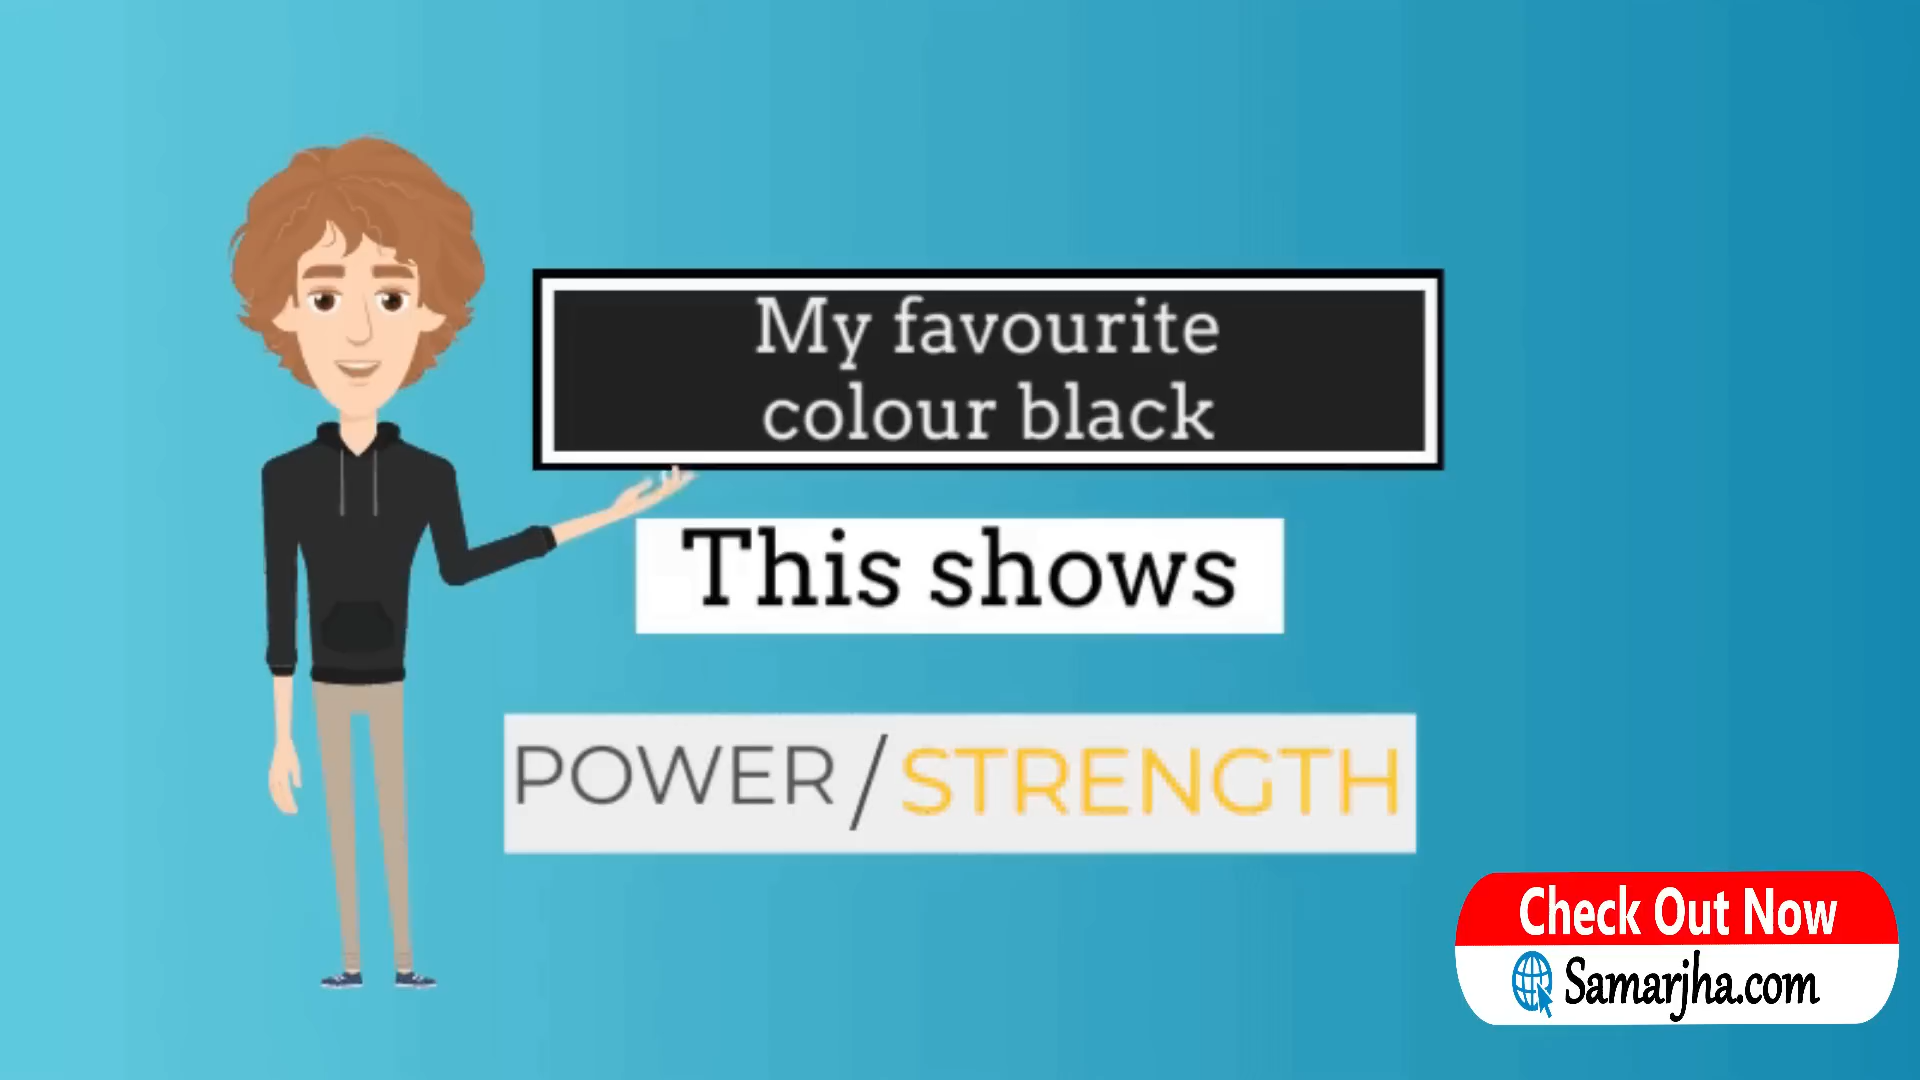 My favourite
colour black
This shows
POWER/STRENGTH
Check Out Now
Samarjha.com